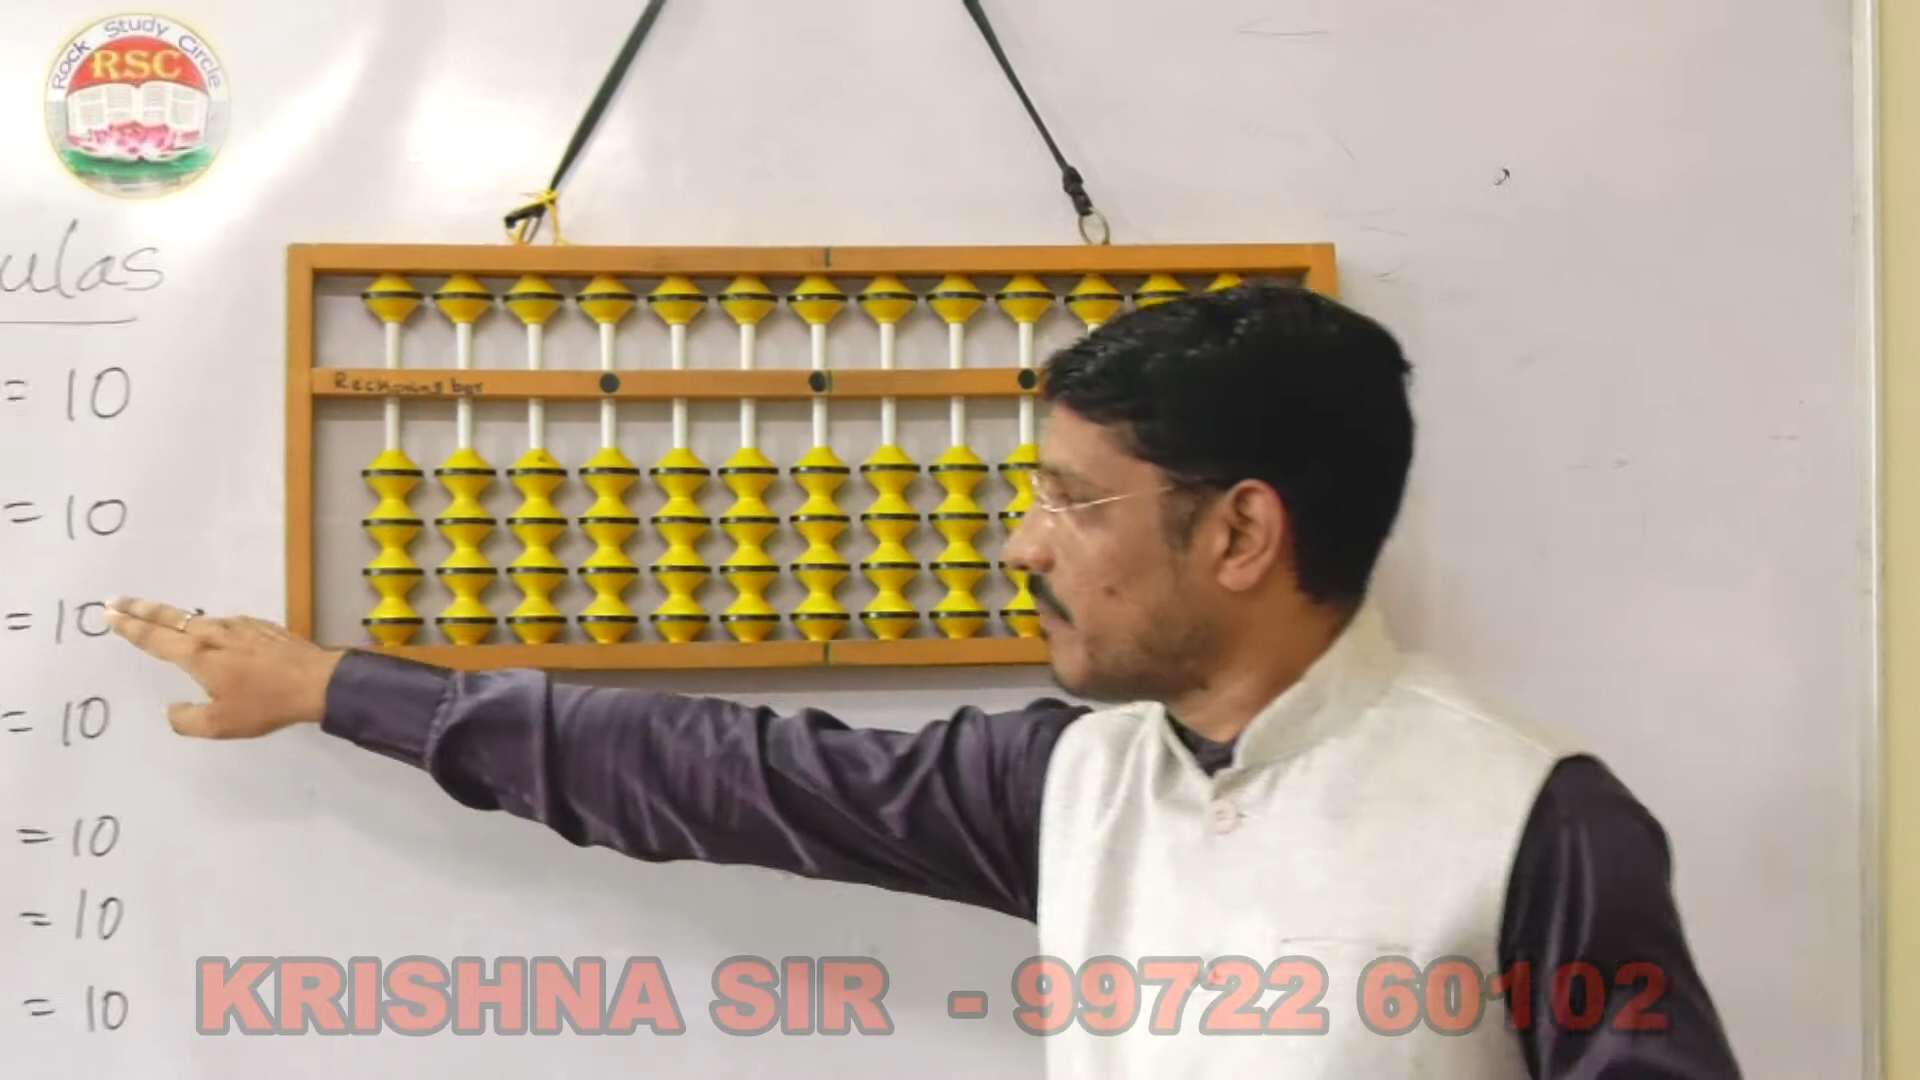 Rock Study Circle
RSC
ulas
= 10
= 10
= 10
= 10
= 10
= 10
= 10
Reckoning bar
KRISHNA SIR - 99722 60102